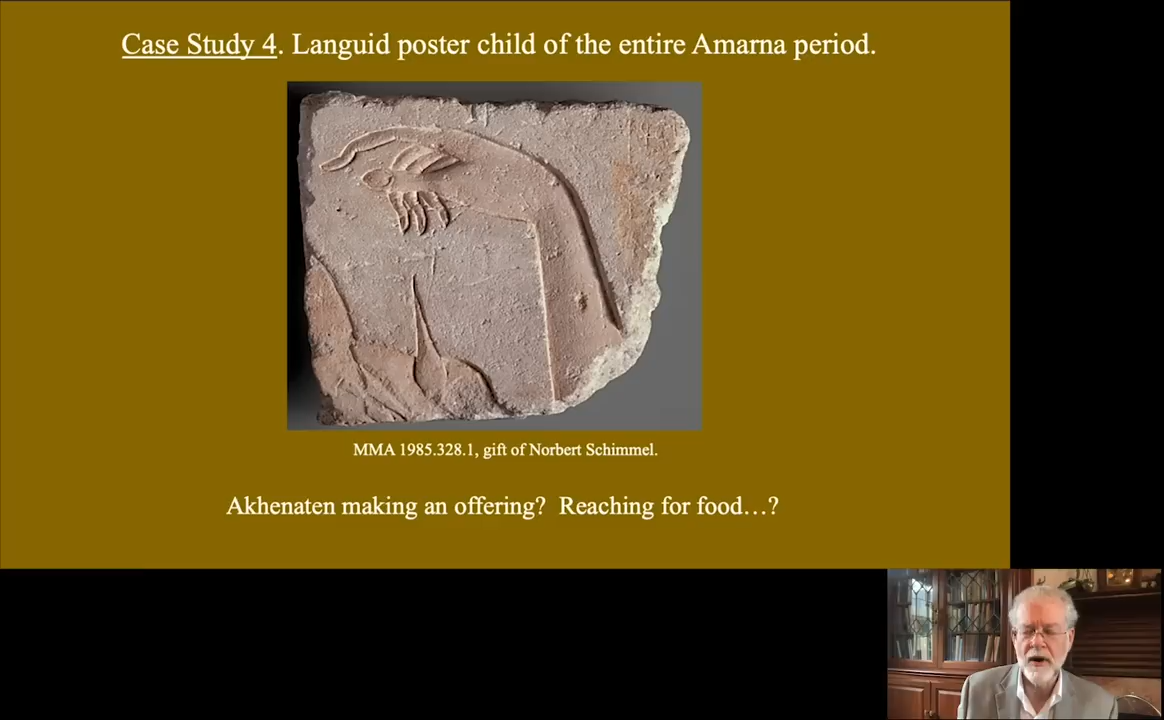 Case Study 4. Languid poster child of the entire Amarna period.
MMA 1985.328.1, gift of Norbert Schimmel.
Akhenaten making an offering?  Reaching for food…?